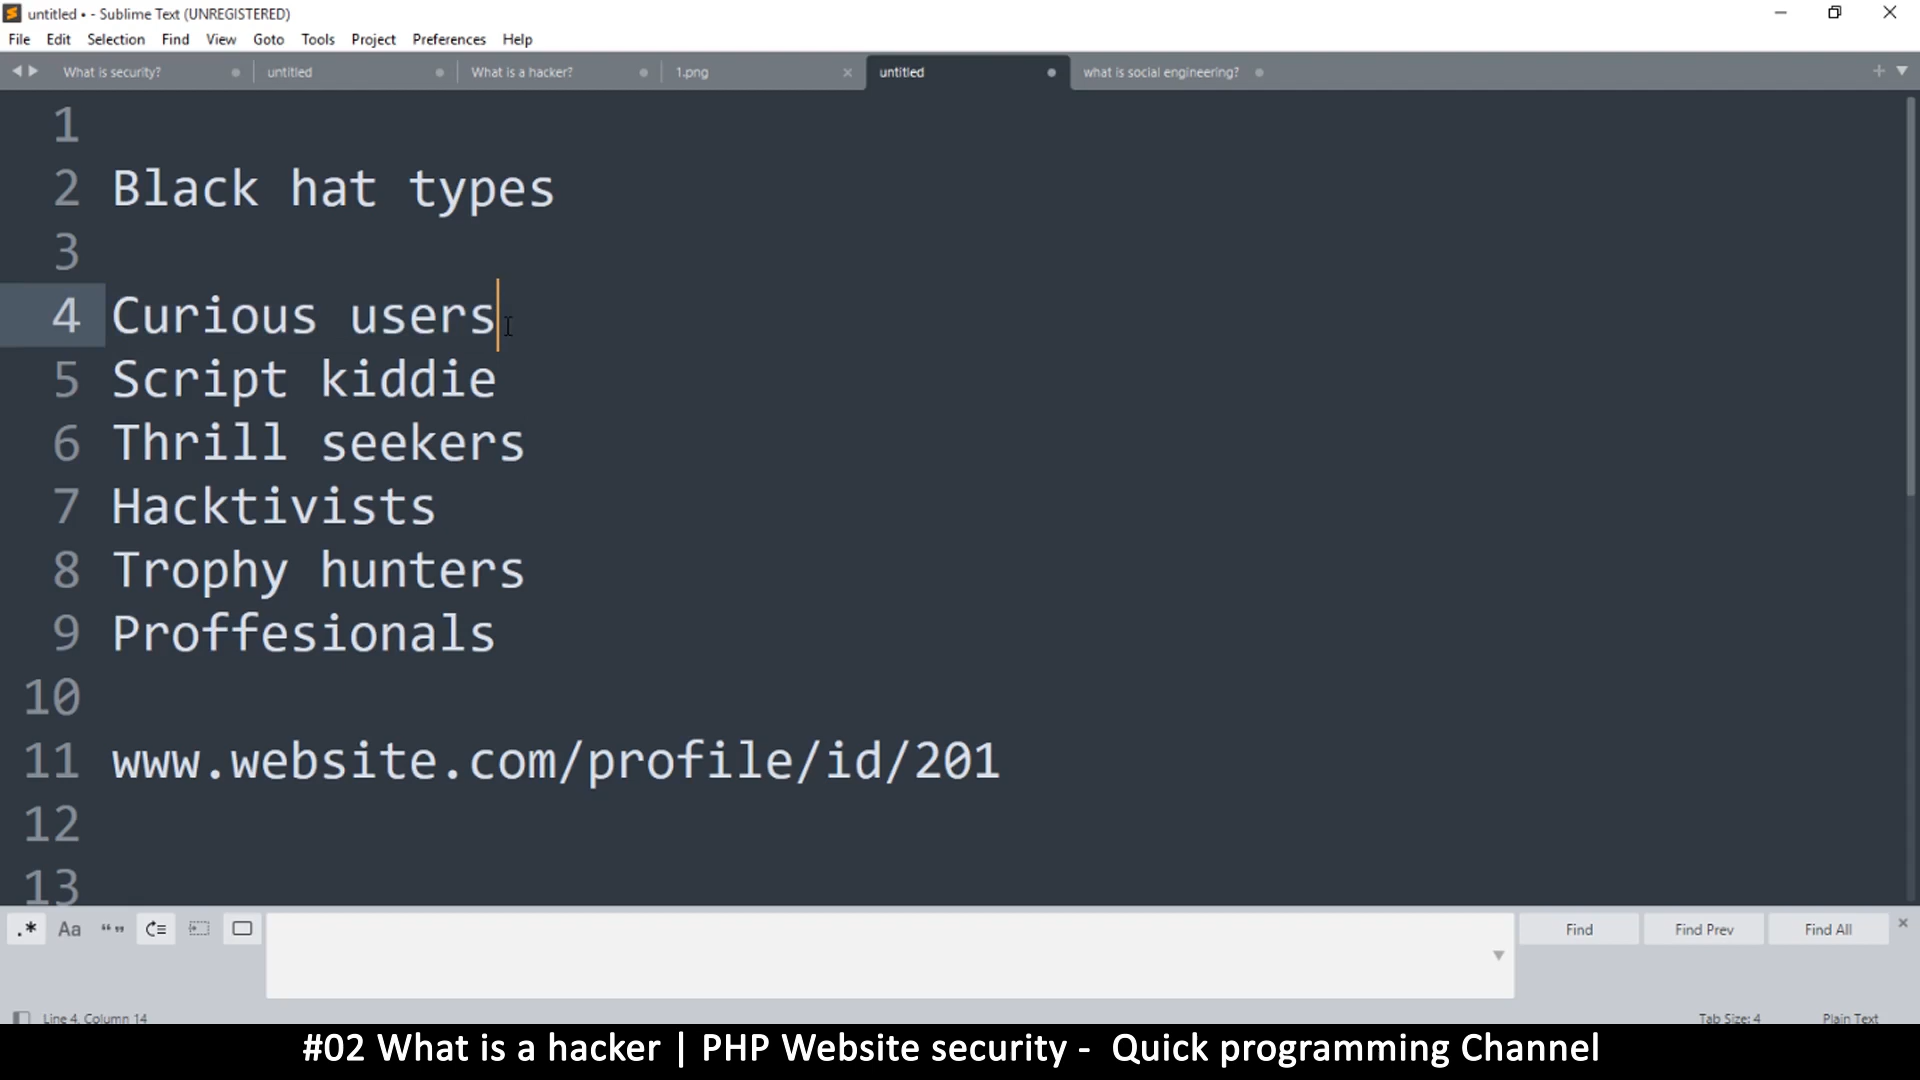 untitled • - Sublime Text (UNREGISTERED)
File Edit Selection Find View Goto Tools Project Preferences Help
What is security? untitled What is a hacker? 1.png untitled what is social engineering?
1
2 Black hat types
3
4 Curious users
5 Script kiddie
6 Thrill seekers
7 Hacktivists
8 Trophy hunters
9 Proffesionals
10
11 www.website.com/profile/id/201
12
13
.* Aa “ ” Find Find Prev Find All
Line 4, Column 14 Tab Size: 4 Plain Text
#02 What is a hacker | PHP Website security - Quick programming Channel